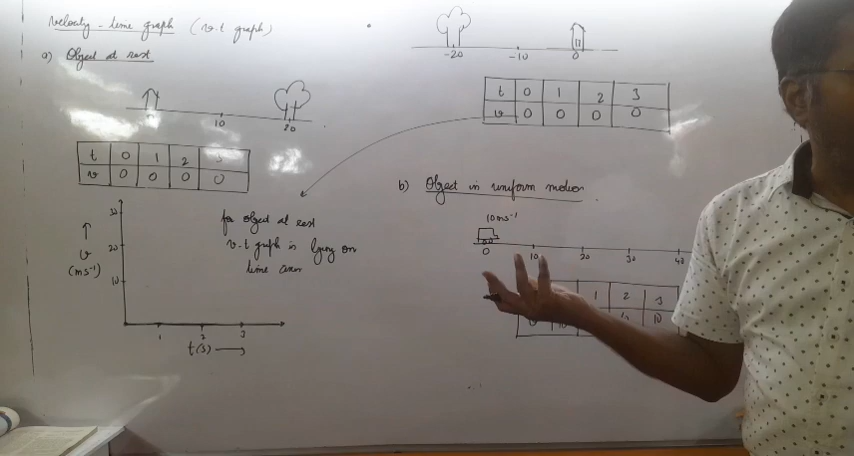 Velocity - time graph (v.t graph)
a) Object at rest
10
20
t 0 1 2 3
v 0 0 0 0
30
20
10
v
(ms⁻¹)
1 2 3
t(s)
for object at rest
v.t graph is lying on
time axis
-20 -10 0
t 0 1 2 3
v 0 0 0 0
b) Object in uniform motion
10ms⁻¹
0 10 20 30 40
1 2 3
10